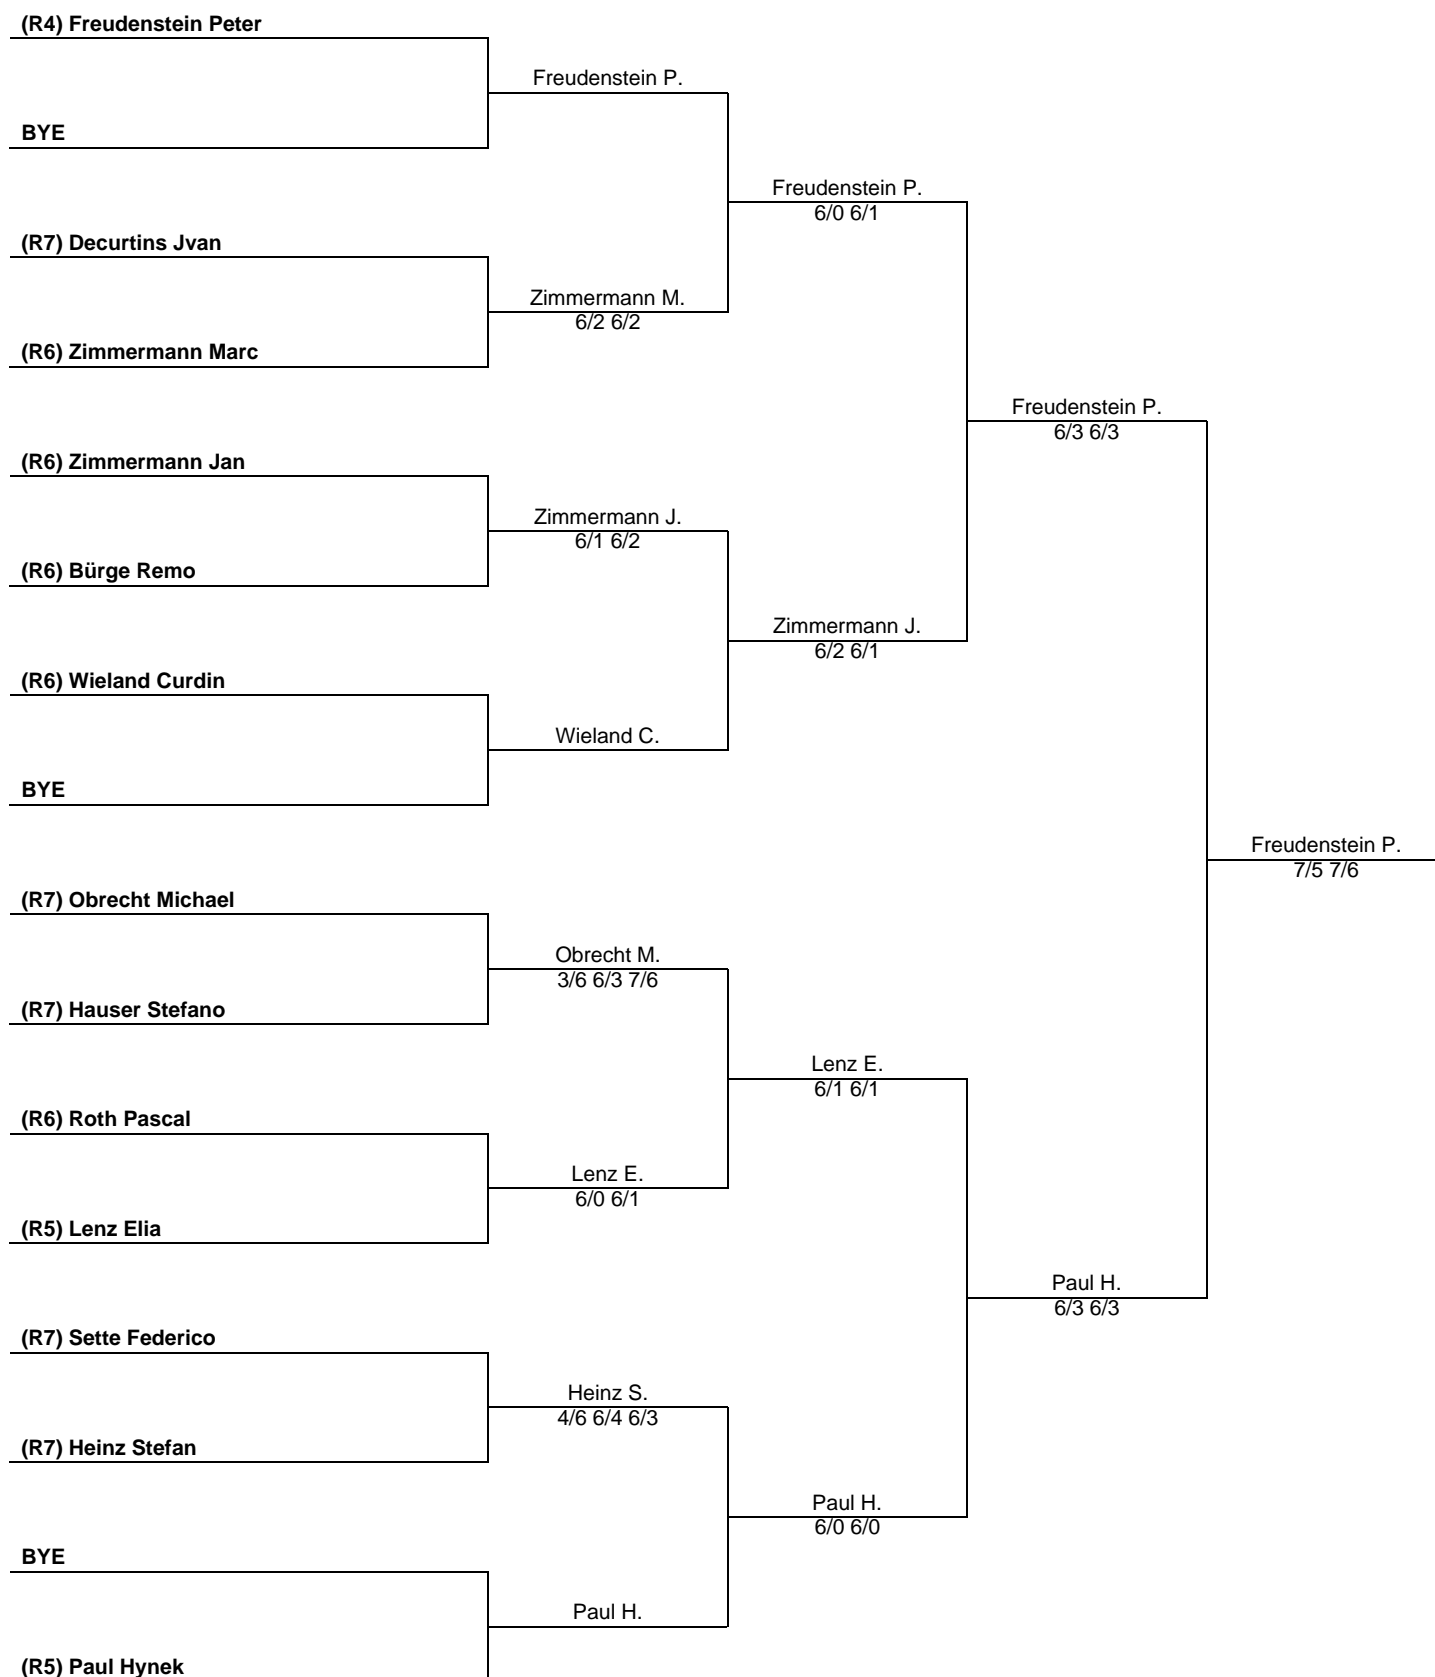 (R4) Freudenstein Peter
Freudenstein P.
BYE
Freudenstein P.
6/0 6/1
(R7) Decurtins Jvan
Zimmermann M.
6/2 6/2
(R6) Zimmermann Marc
Freudenstein P.
6/3 6/3
(R6) Zimmermann Jan
Zimmermann J.
6/1 6/2
(R6) Bürge Remo
Zimmermann J.
6/2 6/1
(R6) Wieland Curdin
Wieland C.
BYE
Freudenstein P.
7/5 7/6
(R7) Obrecht Michael
Obrecht M.
3/6 6/3 7/6
(R7) Hauser Stefano
Lenz E.
6/1 6/1
(R6) Roth Pascal
Lenz E.
6/0 6/1
(R5) Lenz Elia
Paul H.
6/3 6/3
(R7) Sette Federico
Heinz S.
4/6 6/4 6/3
(R7) Heinz Stefan
Paul H.
6/0 6/0
BYE
Paul H.
(R5) Paul Hynek